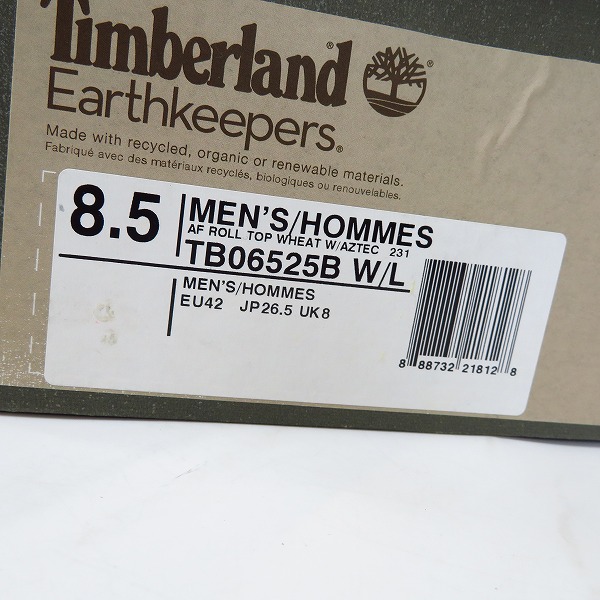 Timberland
Earthkeepers®
Made with recycled, organic or renewable materials.
Fabriqué avec des matériaux recyclés, biologiques ou renouvelables.
8.5
MEN'S/HOMMES
AF ROLL TOP WHEAT W/AZTEC 231
TB06525B W/L
MEN'S/HOMMES
EU42 JP26.5 UK8
8 88732 21812 8